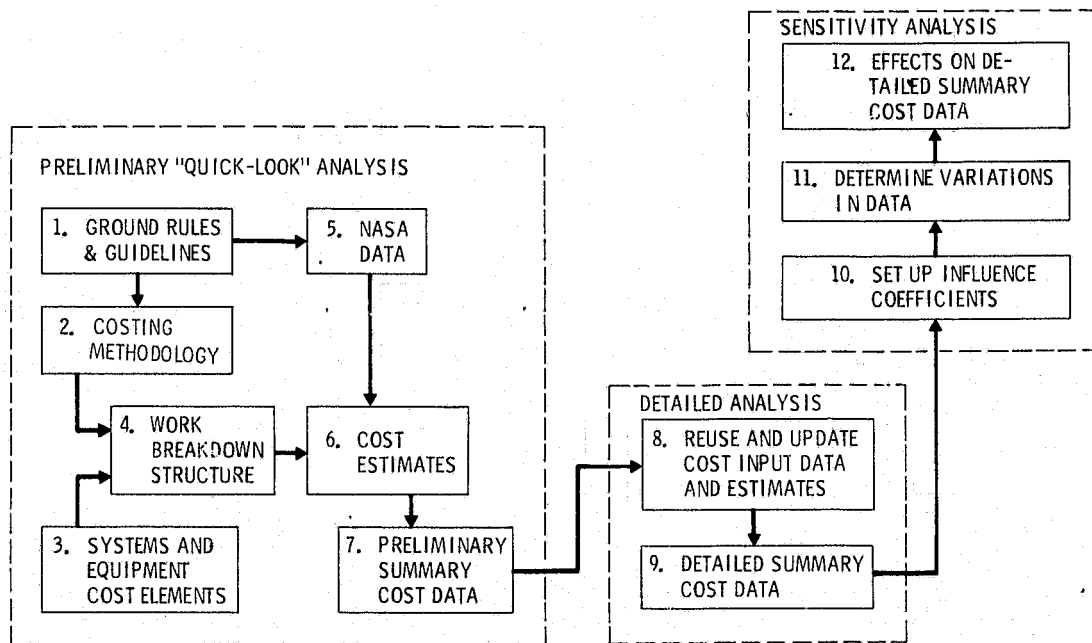 PRELIMINARY "QUICK-LOOK" ANALYSIS
1. GROUND RULES
& GUIDELINES
2. COSTING
METHODOLOGY
3. SYSTEMS AND
EQUIPMENT
COST ELEMENTS
4. WORK
BREAKDOWN
STRUCTURE
5. NASA
DATA
6. COST
ESTIMATES
7. PRELIMINARY
SUMMARY
COST DATA
DETAILED ANALYSIS
8. REUSE AND UPDATE
COST INPUT DATA
AND ESTIMATES
9. DETAILED SUMMARY
COST DATA
SENSITIVITY ANALYSIS
12. EFFECTS ON DE-
TAILED SUMMARY
COST DATA
11. DETERMINE VARIATIONS
IN DATA
10. SET UP INFLUENCE
COEFFICIENTS